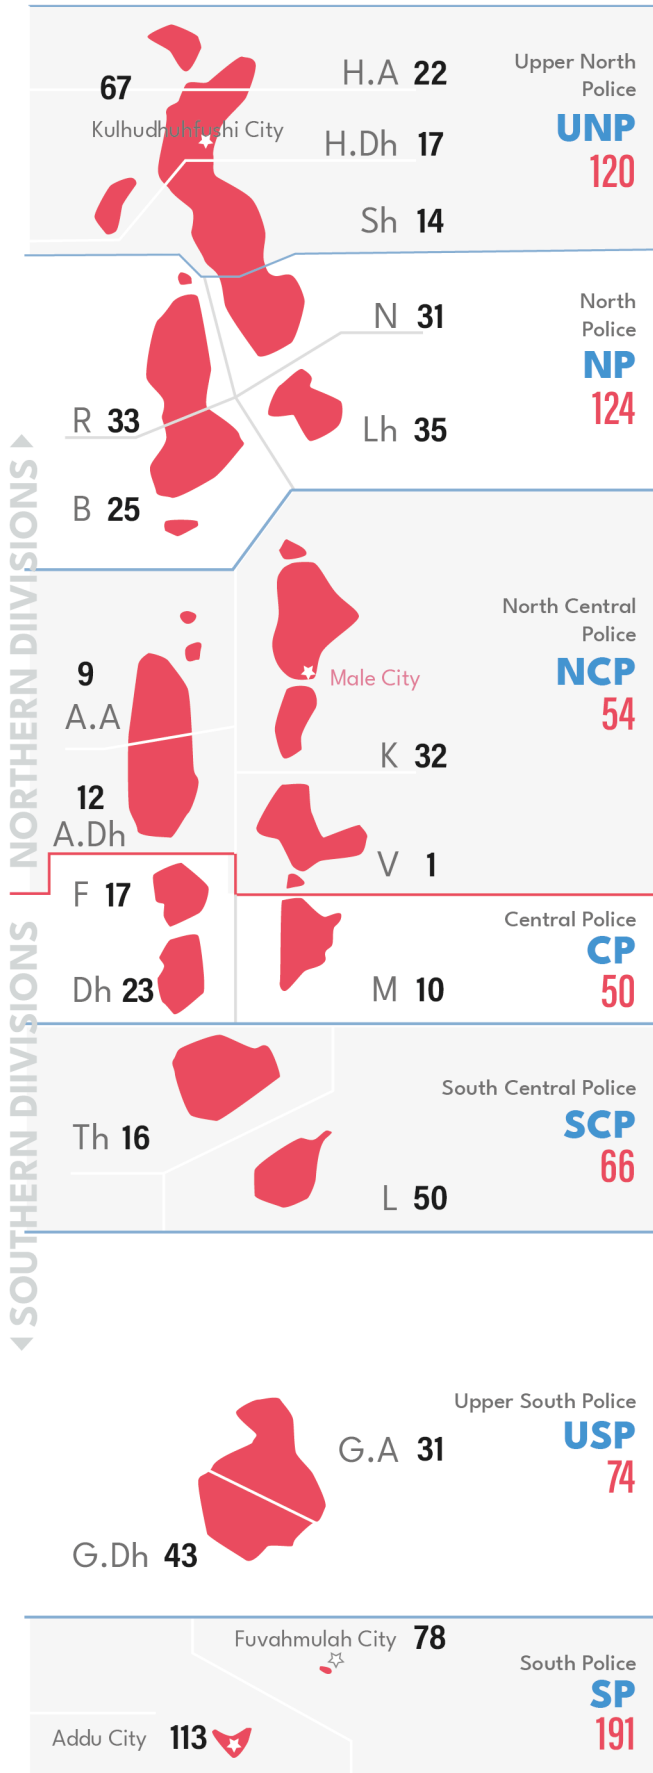 67
Kulhudhuhfushi City
H.A 22
H.Dh 17
Sh 14
Upper North
Police
UNP
120
N 31
R 33
Lh 35
B 25
North
Police
NP
124
NORTHERN DIIVISIONS
9
A.A
12
A.Dh
Male City
K 32
V 1
North Central
Police
NCP
54
F 17
Dh 23
M 10
Central Police
CP
50
SOUTHERN DIIVISIONS
Th 16
L 50
South Central Police
SCP
66
G.A 31
G.Dh 43
Upper South Police
USP
74
Fuvahmulah City 78
Addu City 113
South Police
SP
191